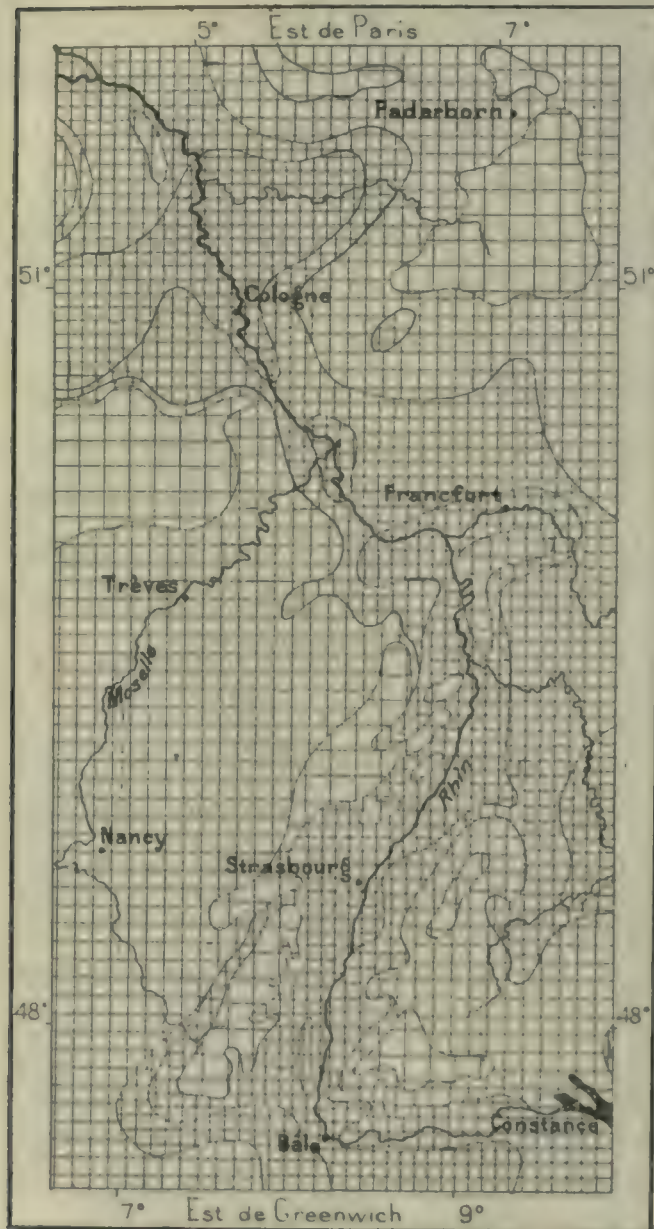 5° Est de Paris 7°
Padarborn
51° 51°
Cologne
Francfort
Trèves
Moselle
Rhin
Nancy
Strasbourg
48° 48°
Constance
Bâle
7° Est de Greenwich 9°